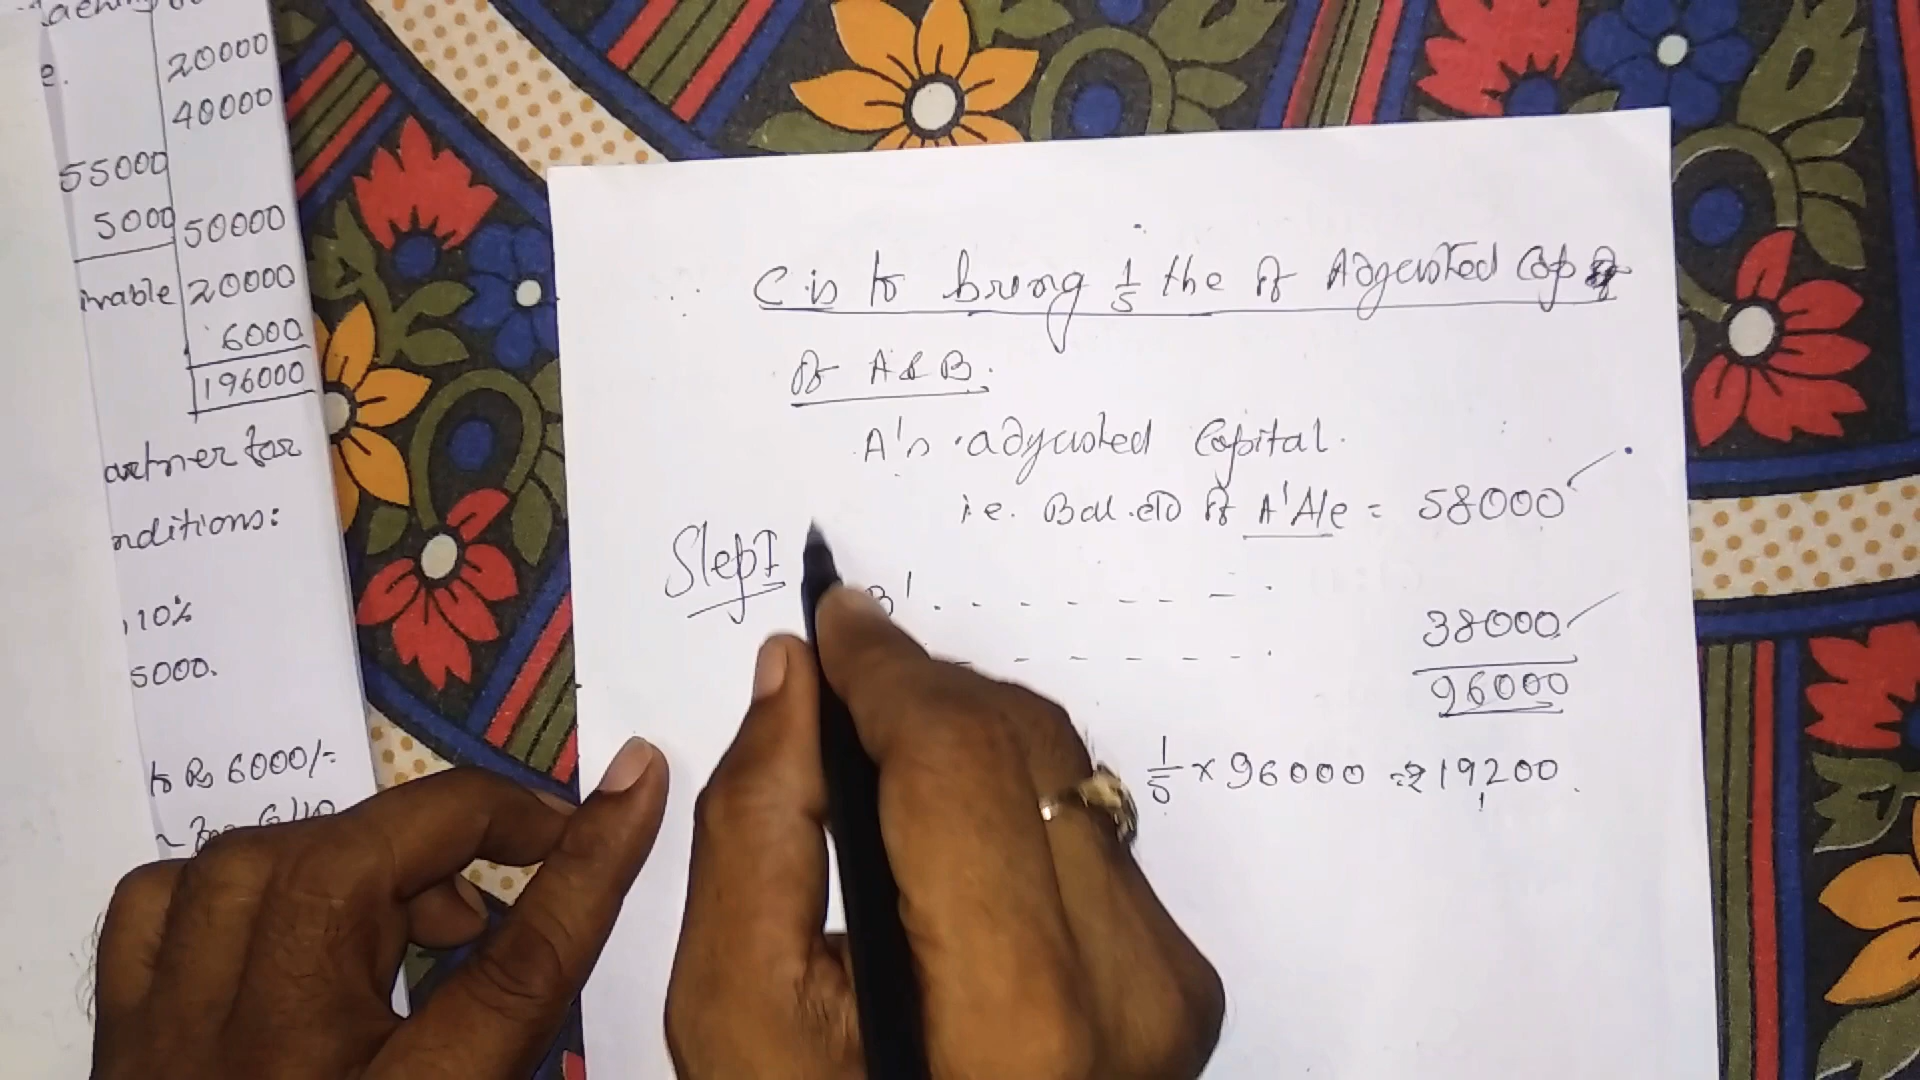 20000
e.
40000
55000
5000 50000
ivable 20000
6000
196000
artner for
nditions:
10%
5000.
to Rs 6000/-
C is to bring 1/5 the of Adjusted Cap
of A & B.
A's adjusted Capital.
i.e. Bal. c/D of A' A/c = 58000
Step I
B' - - - - - - -
38000
- - - - - -
96000
1/5 × 96000 = ₹ 19200.